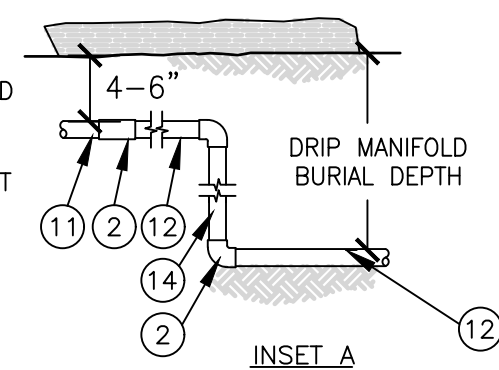 D
4-6”
T
DRIP MANIFOLD
BURIAL DEPTH
11
2
12
14
2
12
INSET A